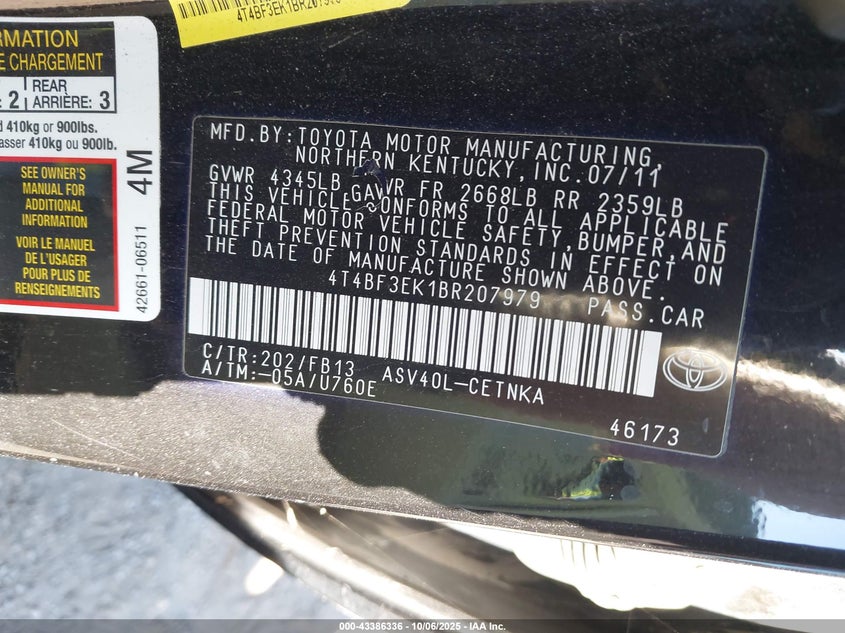 4T4BF3EK1BR207979
RMATION
E CHARGEMENT
: 2 REAR
ARRIÈRE: 3
d 410kg or 900lbs.
asser 410 kg ou 900lb.
SEE OWNER'S
MANUAL FOR
ADDITIONAL
INFORMATION
VOIR LE MANUEL
DE L'USAGER
POUR PLUS DE
RENSEIGNEMENTS
4M
42661-06511
MFD.BY:TOYOTA MOTOR MANUFACTURING,
NORTHERN KENTUCKY, INC.07/11
GVWR 4345LB GAWR FR 2668LB RR 2359LB
THIS VEHICLE CONFORMS TO ALL APPLICABLE
FEDERAL MOTOR VEHICLE SAFETY, BUMPER, AND
THEFT PREVENTION STANDARDS IN EFFECT ON
THE DATE OF MANUFACTURE SHOWN ABOVE.
4T4BF3EK1BR207979 PASS.CAR
C/TR:202/FB13 ASV40L-CETNKA
A/TM:-05A/U760E
46173
TOYOTA
000-43386336 - 10/06/2025 - IAA Inc.